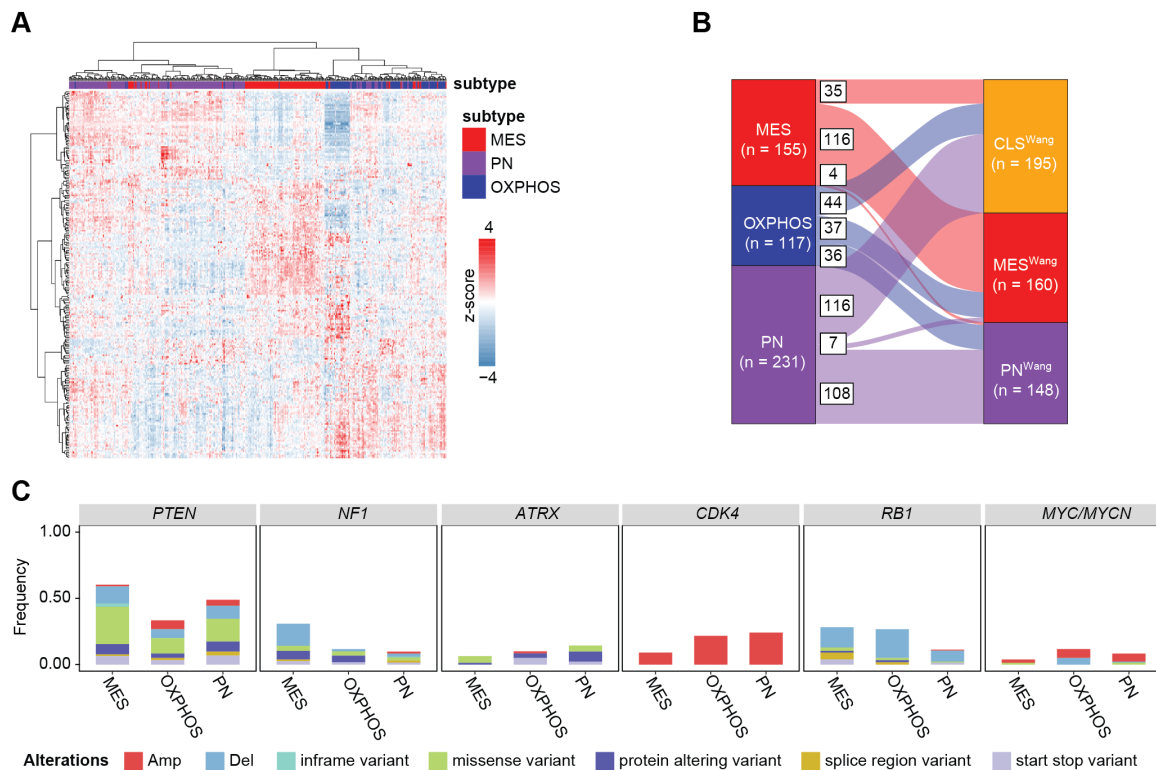 A
subtype
subtype
MES
PN
OXPHOS
4
z-score
−4
B
MES
(n = 155)
OXPHOS
(n = 117)
PN
(n = 231)
35
116
4
44
37
36
116
7
108
CLSWang
(n = 195)
MESWang
(n = 160)
PNWang
(n = 148)
C
PTEN NF1 ATRX CDK4 RB1 MYC/MYCN
Frequency
1.00
0.50
0.00
MES OXPHOS PN MES OXPHOS PN MES OXPHOS PN MES OXPHOS PN MES OXPHOS PN MES OXPHOS PN
Alterations Amp Del inframe variant missense variant protein altering variant splice region variant start stop variant